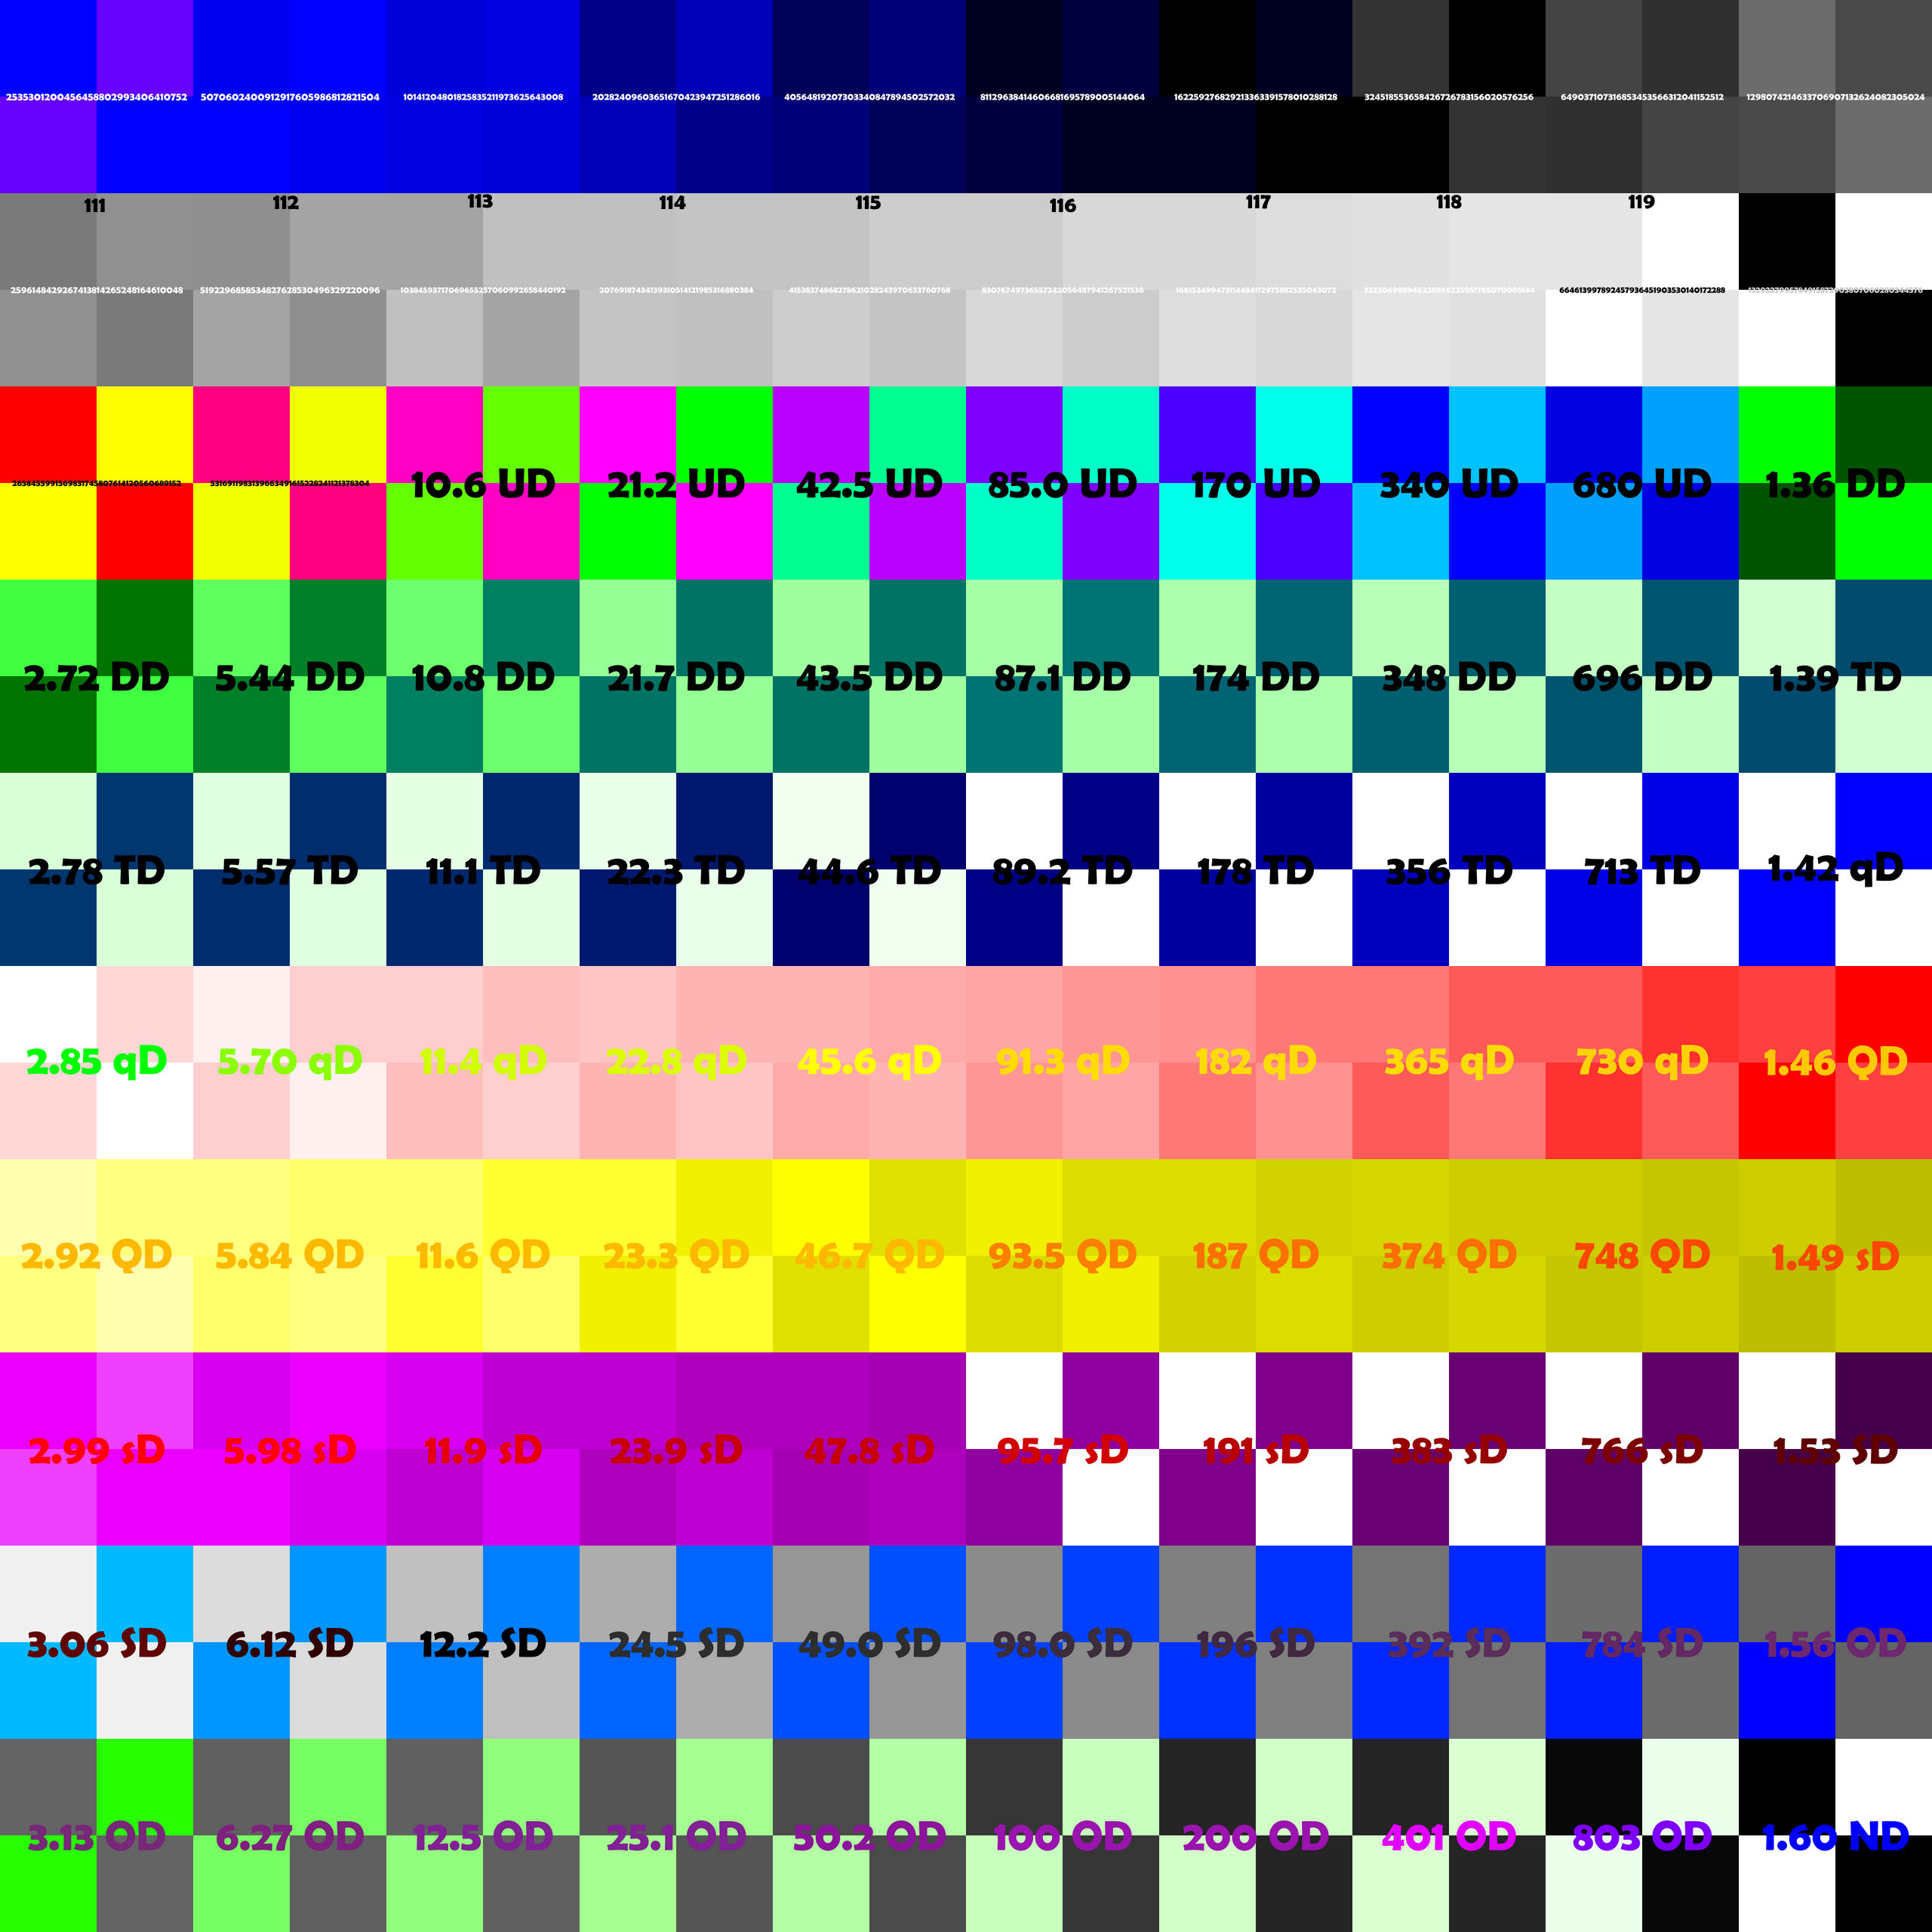 2535301200456458802993406410752 5070602400912917605986812821504 10141204801825835211973625643008 20282409603651670423947251286016 40564819207303340847894502572032 81129638414606681695789005144064 162259276829213363391578010288128 324518553658426726783156020576256 649037107316853453566312041152512 1298074214633706907132624082305024
111 112 113 114 115 116 117 118 119
2596148429267413814265248164610048 5192296858534827628530496329220096 10384593717069655257060992658440192 20769187434139310514121985316880384 41538374868278621028243970633760768 83076749736557242056487941267521536 166153499473114484112975882535043072 332306998946228968225951765070086144 664613997892457936451903530140172288 1329227995784915872903807060280344576
2658455991569831745807614120560689152 5316911983139663491615228241121378304 10.6 UD 21.2 UD 42.5 UD 85.0 UD 170 UD 340 UD 680 UD 1.36 DD
2.72 DD 5.44 DD 10.8 DD 21.7 DD 43.5 DD 87.1 DD 174 DD 348 DD 696 DD 1.39 TD
2.78 TD 5.57 TD 11.1 TD 22.3 TD 44.6 TD 89.2 TD 178 TD 356 TD 713 TD 1.42 qD
2.85 qD 5.70 qD 11.4 qD 22.8 qD 45.6 qD 91.3 qD 182 qD 365 qD 730 qD 1.46 QD
2.92 QD 5.84 QD 11.6 QD 23.3 QD 46.7 QD 93.5 QD 187 QD 374 QD 748 QD 1.49 sD
2.99 sD 5.98 sD 11.9 sD 23.9 sD 47.8 sD 95.7 sD 191 sD 383 sD 766 sD 1.53 SD
3.06 SD 6.12 SD 12.2 SD 24.5 SD 49.0 SD 98.0 SD 196 SD 392 SD 784 SD 1.56 OD
3.13 OD 6.27 OD 12.5 OD 25.1 OD 50.2 OD 100 OD 200 OD 401 OD 803 OD 1.60 ND